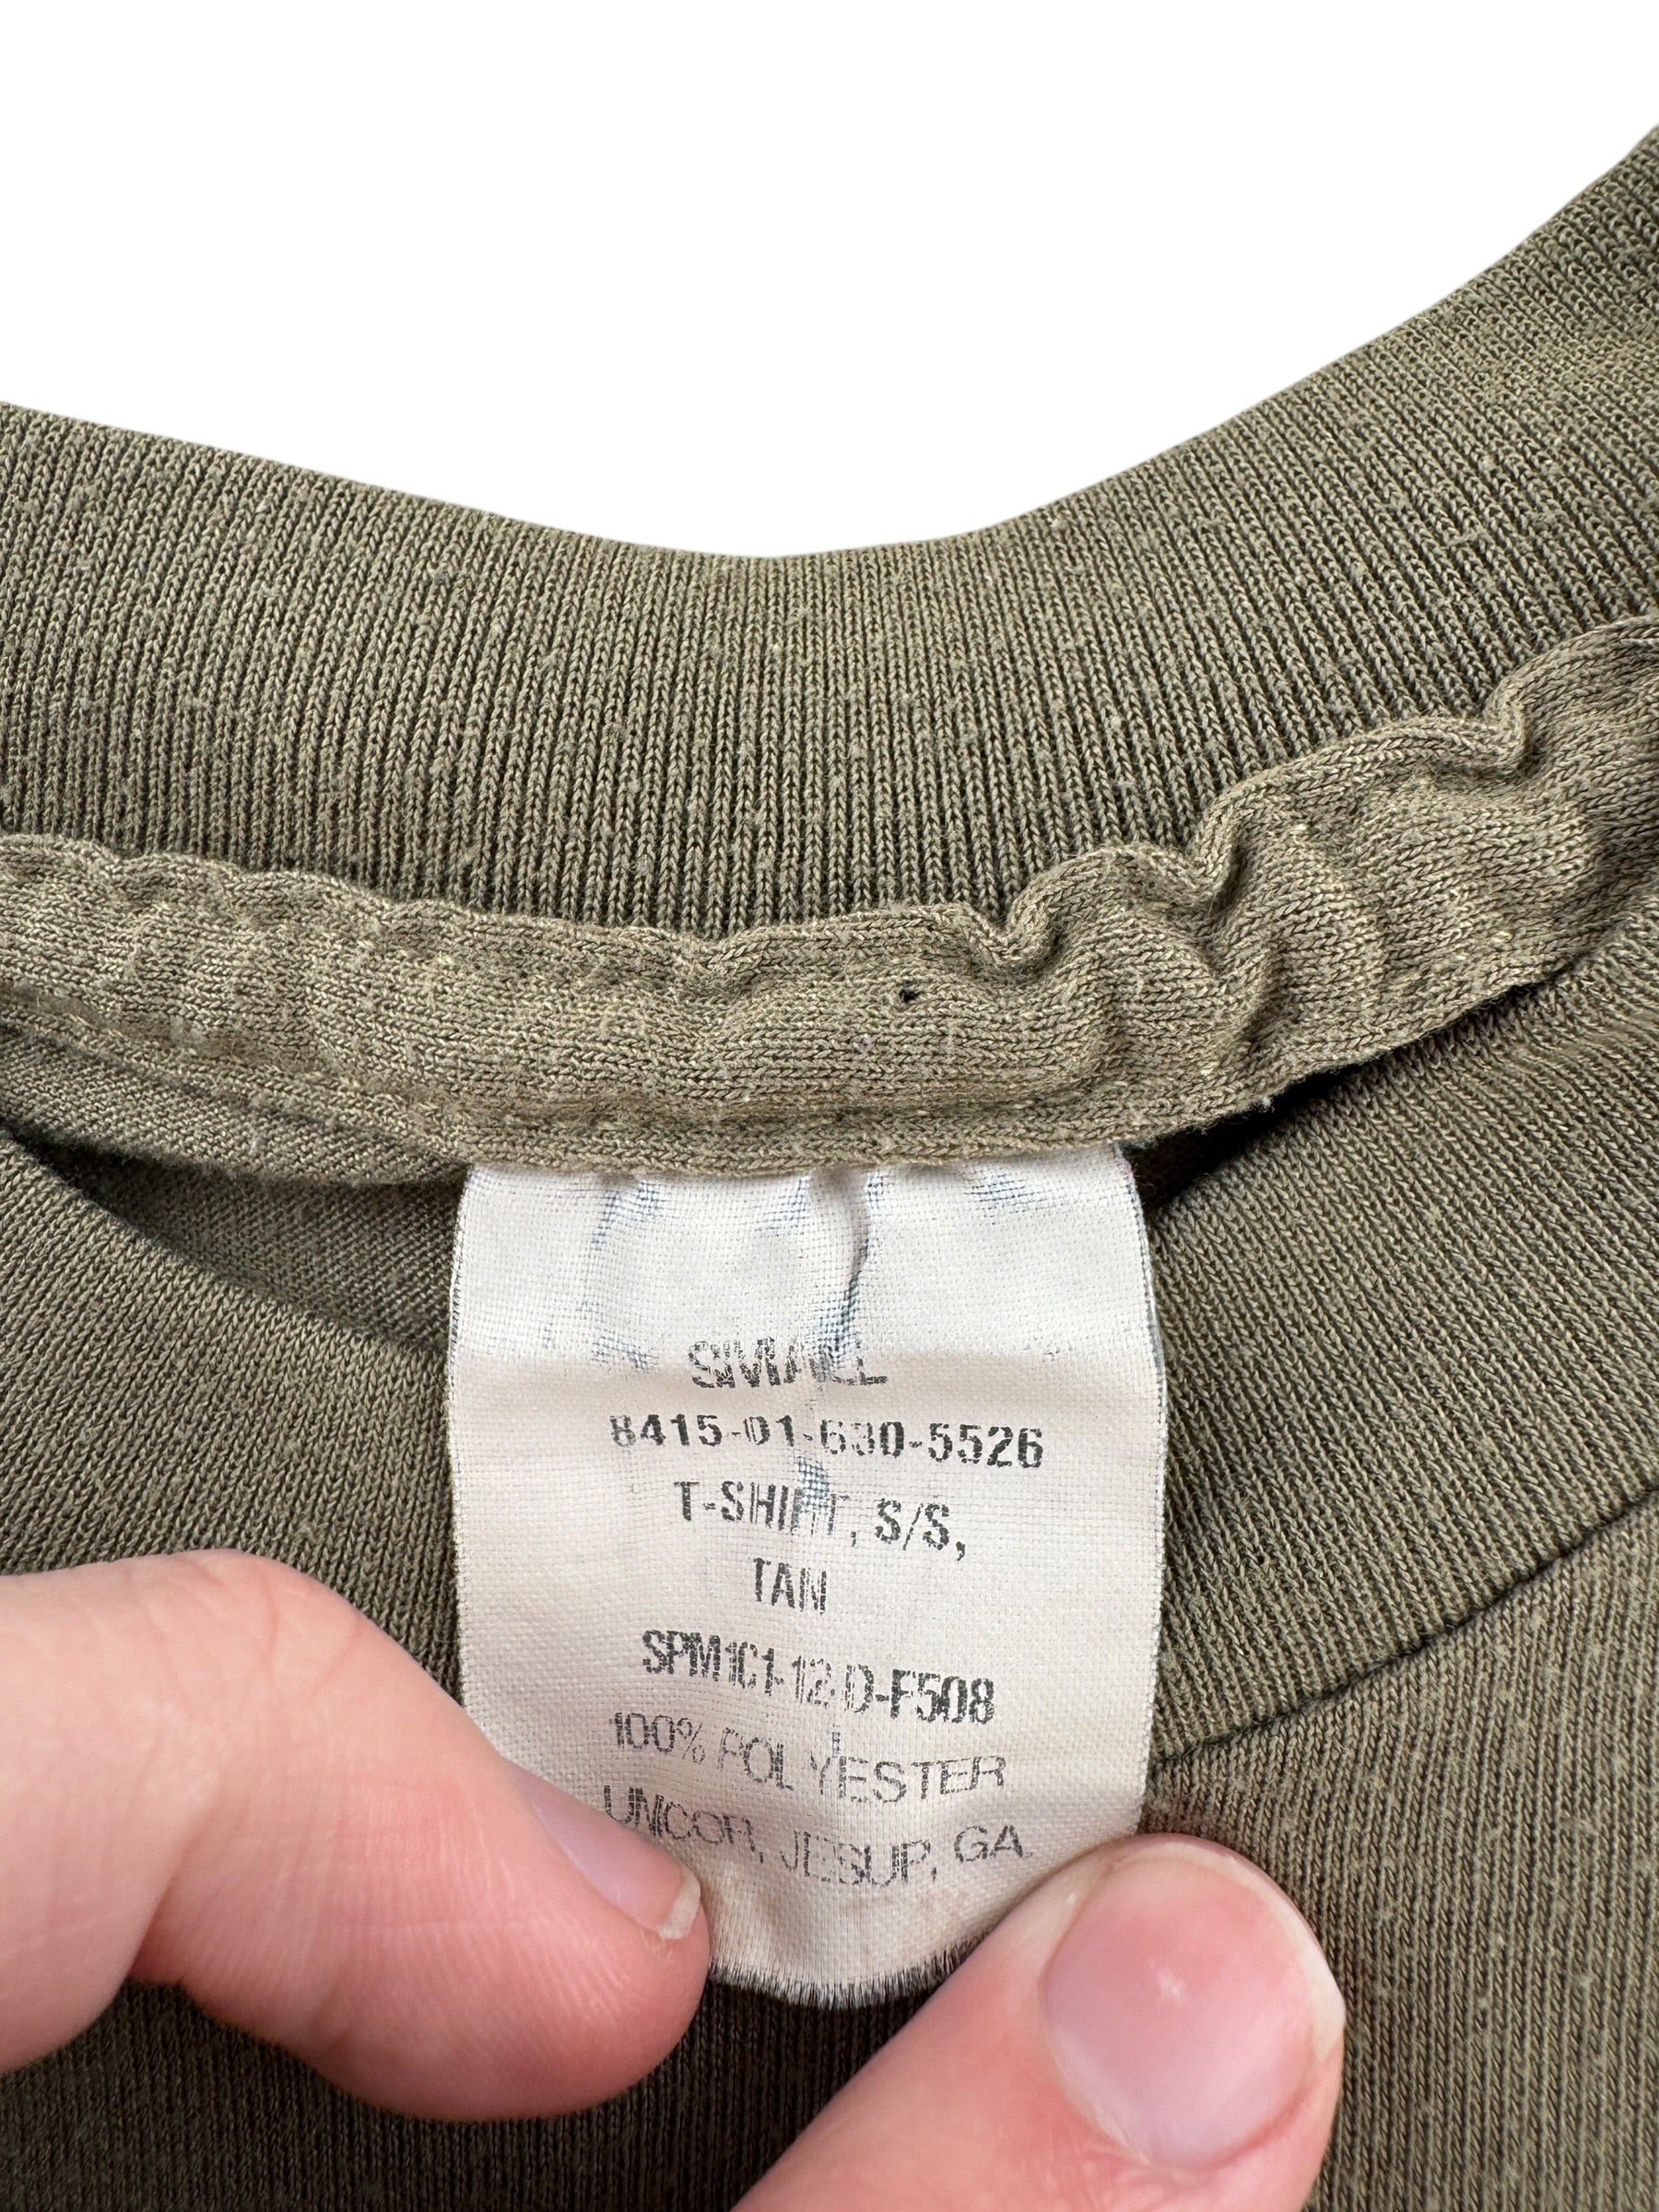 SMALL
8415-01-630-5526
T-SHIRT, S/S,
TAN
SPM1C1-12-D-F508
100% POLYESTER
UNICOR, JESUP, GA.